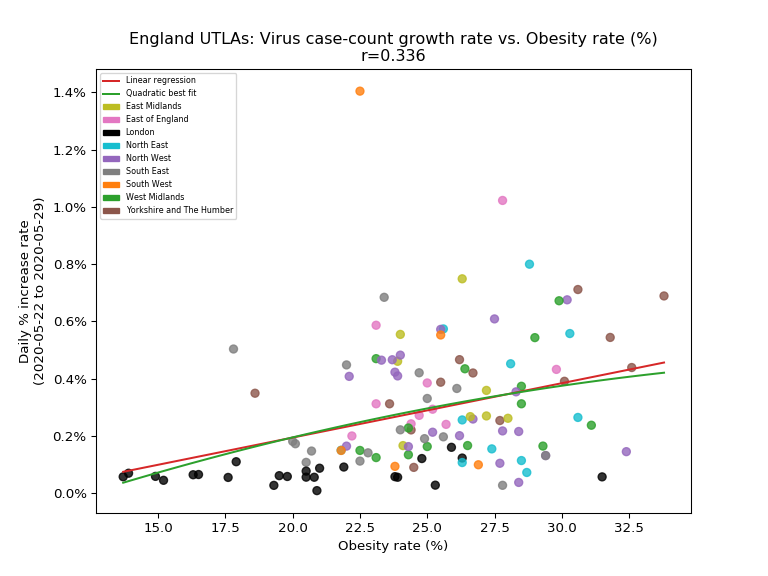 England UTLAs: Virus case-count growth rate vs. Obesity rate (%)
r=0.336
Linear regression
Quadratic best fit
East Midlands
East of England
London
North East
North West
South East
South West
West Midlands
Yorkshire and The Humber
1.4%
1.2%
1.0%
0.8%
0.6%
0.4%
0.2%
0.0%
Daily % increase rate
(2020-05-22 to 2020-05-29)
15.0 17.5 20.0 22.5 25.0 27.5 30.0 32.5
Obesity rate (%)